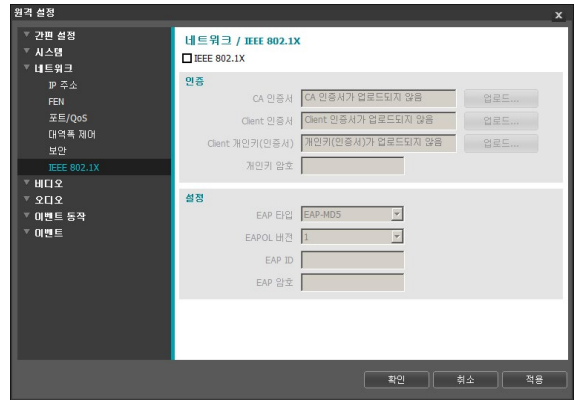 원격 설정
x
간편 설정
시스템
네트워크
IP 주소
FEN
포트/QoS
대역폭 제어
보안
IEEE 802.1X
비디오
오디오
이벤트 동작
이벤트
네트워크 / IEEE 802.1X
IEEE 802.1X
인증
CA 인증서 CA 인증서가 업로드되지 않음 업로드...
Client 인증서 Client 인증서가 업로드되지 않음 업로드...
Client 개인키(인증서) 개인키(인증서)가 업로드되지 않음 업로드...
개인키 암호
설정
EAP 타입 EAP-MD5
EAPOL 버전 1
EAP ID
EAP 암호
확인 취소 적용